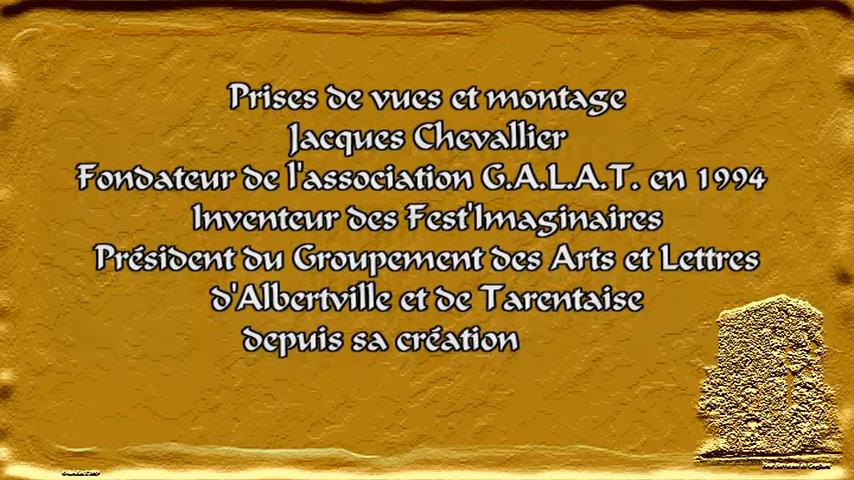 Prises de vues et montage
Jacques Chevallier
Fondateur de l'association G.A.L.A.T. en 1994
Inventeur des Fest'Imaginaires
Président du Groupement des Arts et Lettres
d'Albertville et de Tarentaise
depuis sa création